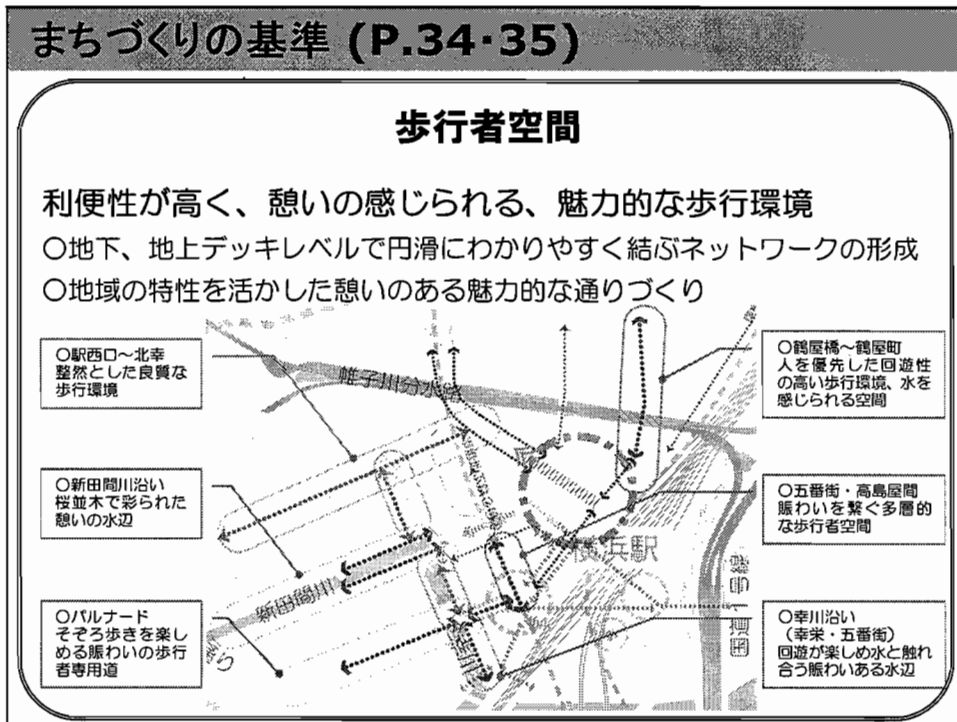 まちづくりの基準 (P.34・35)
歩行者空間
利便性が高く、憩いの感じられる、魅力的な歩行環境
○地下、地上デッキレベルで円滑にわかりやすく結ぶネットワークの形成
○地域の特性を活かした憩いのある魅力的な通りづくり
○駅西口～北幸
整然とした良質な
歩行環境
○新田間川沿い
桜並木で彩られた
憩いの水辺
○パルナード
そぞろ歩きを楽し
める賑わいの歩行
者専用道
帷子川分水路
新田間川
横浜駅
○鶴屋橋～鶴屋町
人を優先した回遊性
の高い歩行環境、水を
感じられる空間
○五番街・高島屋間
賑わいを繋ぐ多層的
な歩行者空間
○幸川沿い
（幸栄・五番街）
回遊が楽しめ水と触れ
合う賑わいある水辺